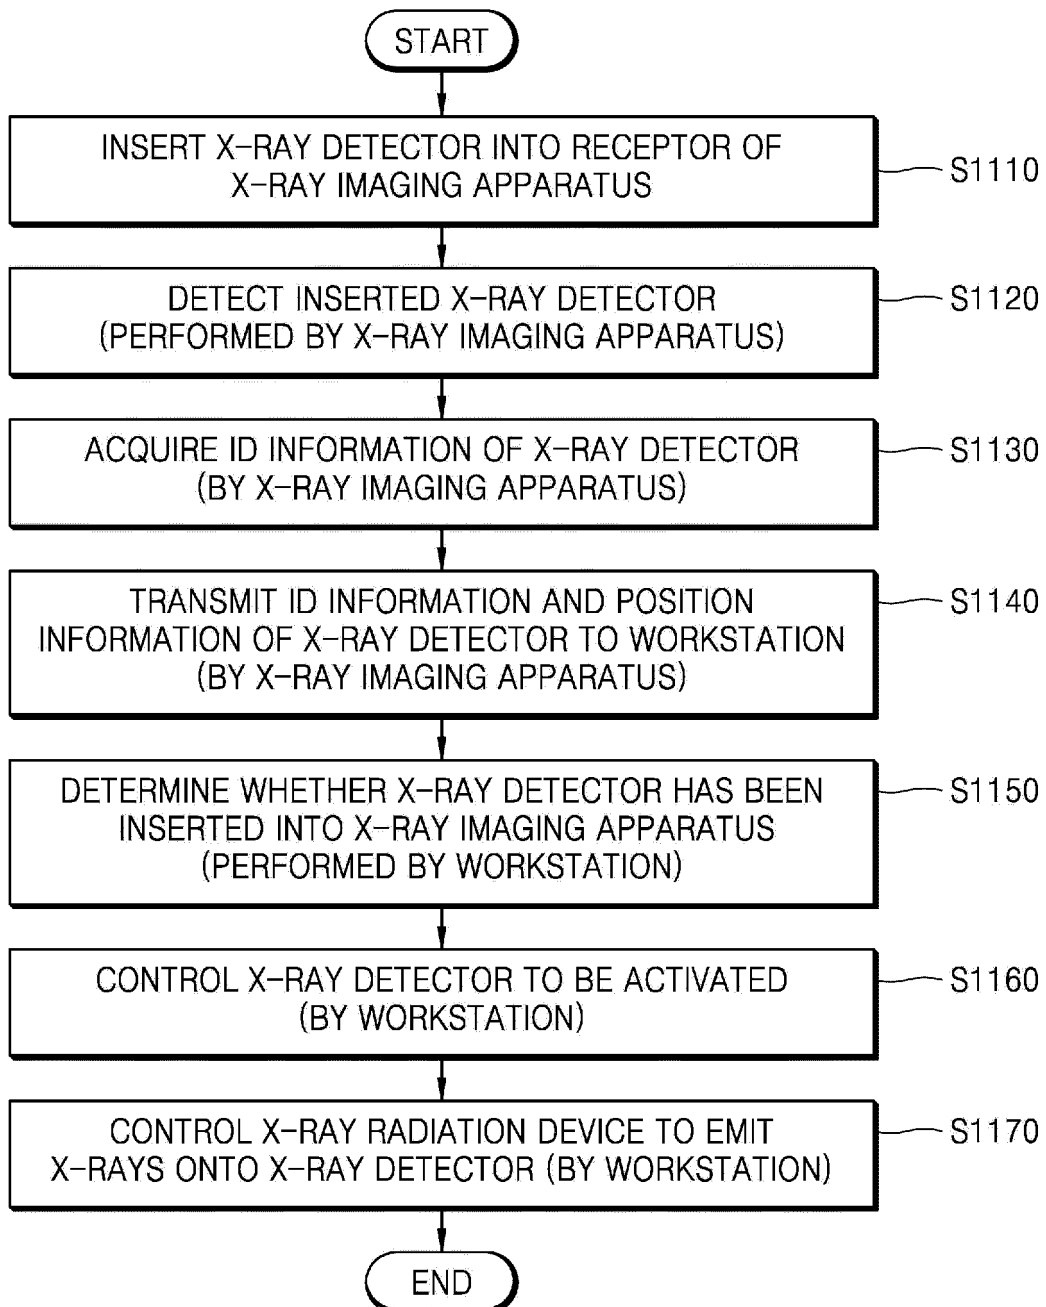 START
INSERT X-RAY DETECTOR INTO RECEPTOR OF
X-RAY IMAGING APPARATUS
S1110
DETECT INSERTED X-RAY DETECTOR
(PERFORMED BY X-RAY IMAGING APPARATUS)
S1120
ACQUIRE ID INFORMATION OF X-RAY DETECTOR
(BY X-RAY IMAGING APPARATUS)
S1130
TRANSMIT ID INFORMATION AND POSITION
INFORMATION OF X-RAY DETECTOR TO WORKSTATION
(BY X-RAY IMAGING APPARATUS)
S1140
DETERMINE WHETHER X-RAY DETECTOR HAS BEEN
INSERTED INTO X-RAY IMAGING APPARATUS
(PERFORMED BY WORKSTATION)
S1150
CONTROL X-RAY DETECTOR TO BE ACTIVATED
(BY WORKSTATION)
S1160
CONTROL X-RAY RADIATION DEVICE TO EMIT
X-RAYS ONTO X-RAY DETECTOR (BY WORKSTATION)
S1170
END